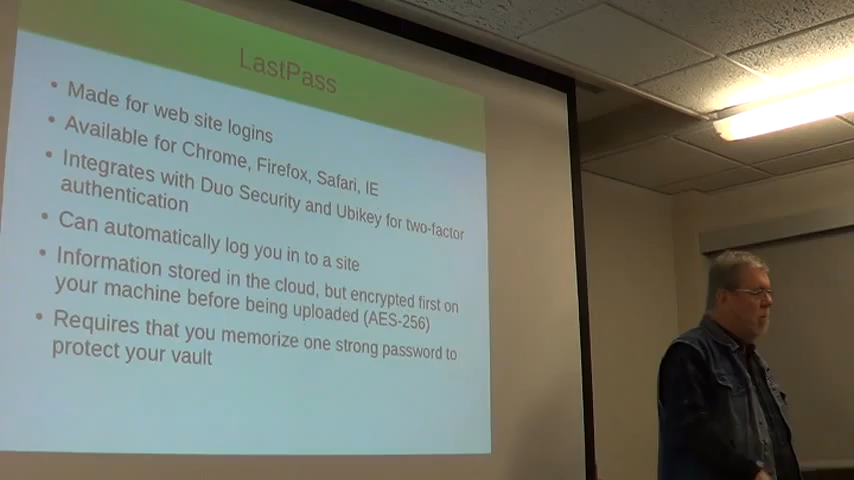 LastPass
• Made for web site logins
• Available for Chrome, Firefox, Safari, IE
• Integrates with Duo Security and Ubikey for two-factor
authentication
• Can automatically log you in to a site
• Information stored in the cloud, but encrypted first on
your machine before being uploaded (AES-256)
• Requires that you memorize one strong password to
protect your vault